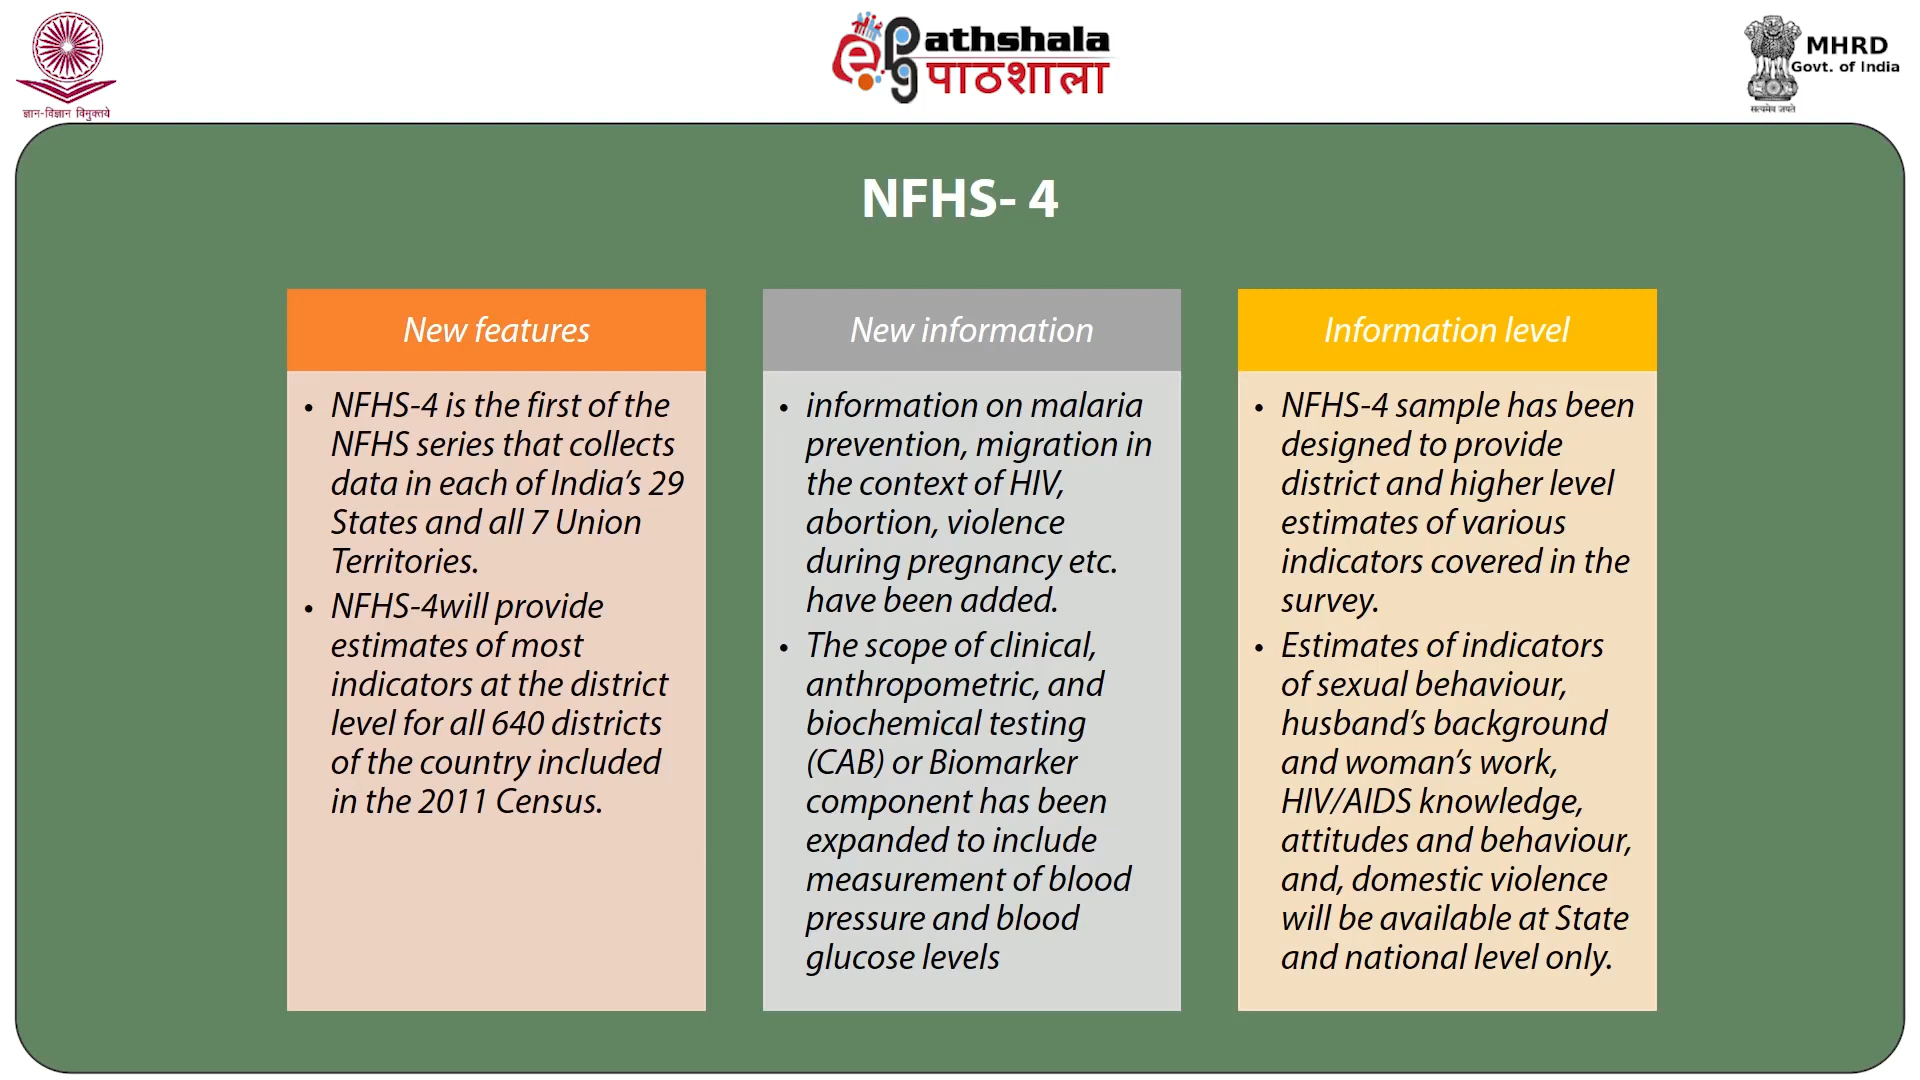 ज्ञान-विज्ञान विमुक्तये
ePathshala
पाठशाला
MHRD
Govt. of India
सत्यमेव जयते
NFHS- 4
New features
• NFHS-4 is the first of the
NFHS series that collects
data in each of India’s 29
States and all 7 Union
Territories.
• NFHS-4will provide
estimates of most
indicators at the district
level for all 640 districts
of the country included
in the 2011 Census.
New information
• information on malaria
prevention, migration in
the context of HIV,
abortion, violence
during pregnancy etc.
have been added.
• The scope of clinical,
anthropometric, and
biochemical testing
(CAB) or Biomarker
component has been
expanded to include
measurement of blood
pressure and blood
glucose levels
Information level
• NFHS-4 sample has been
designed to provide
district and higher level
estimates of various
indicators covered in the
survey.
• Estimates of indicators
of sexual behaviour,
husband’s background
and woman’s work,
HIV/AIDS knowledge,
attitudes and behaviour,
and, domestic violence
will be available at State
and national level only.